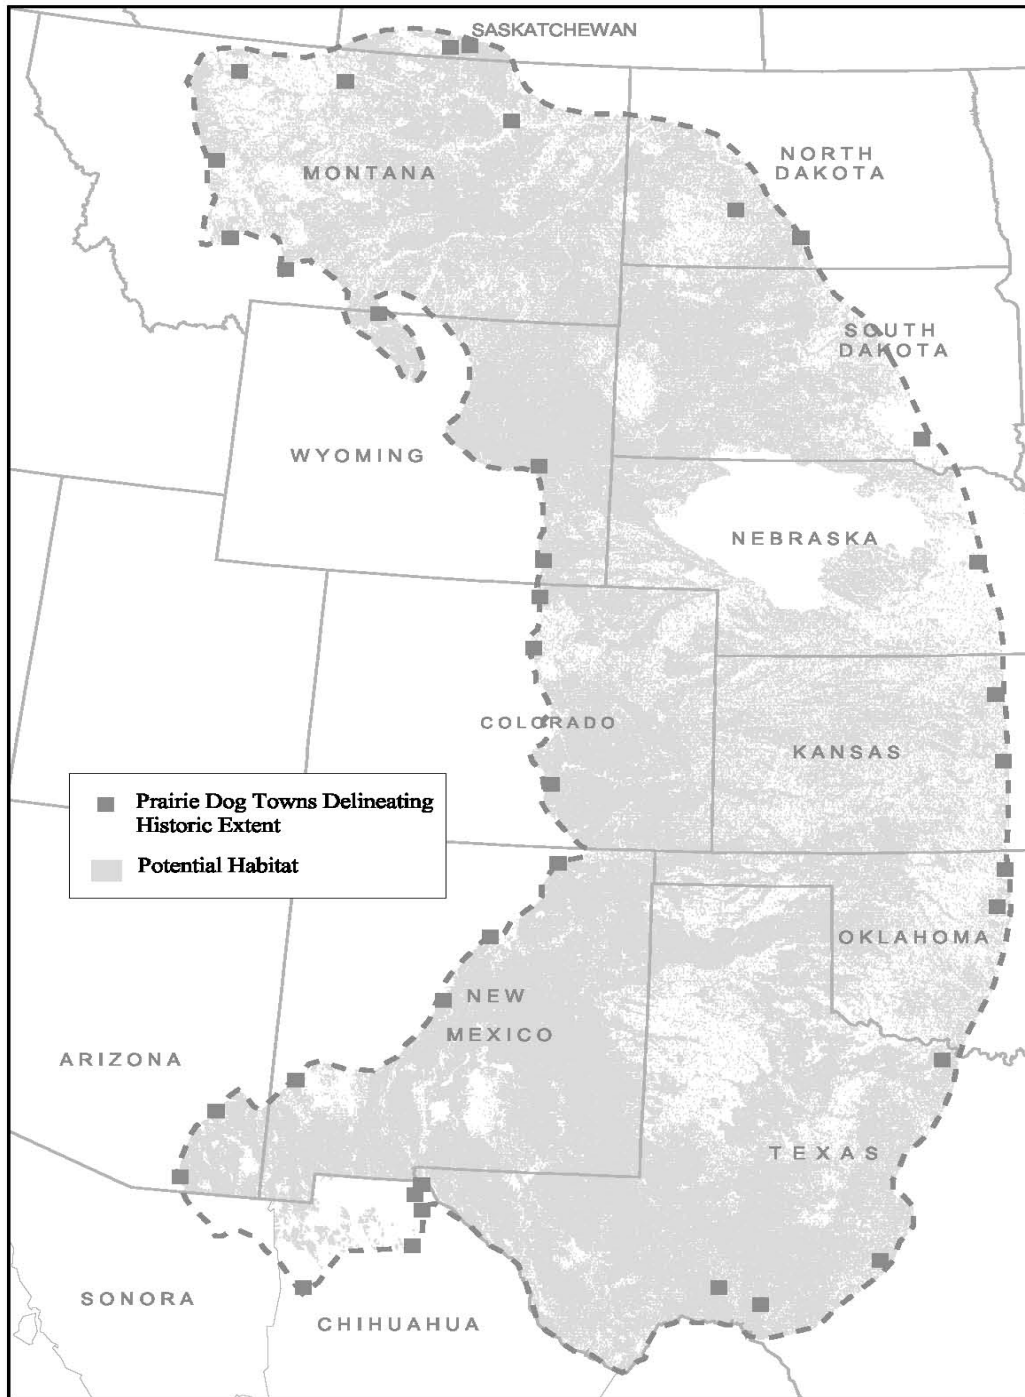 SASKATCHEWAN
NORTH
DAKOTA
MONTANA
SOUTH
DAKOTA
WYOMING
NEBRASKA
COLORADO
KANSAS
Prairie Dog Towns Delineating
Historic Extent
Potential Habitat
OKLAHOMA
NEW
MEXICO
ARIZONA
TEXAS
SONORA
CHIHUAHUA